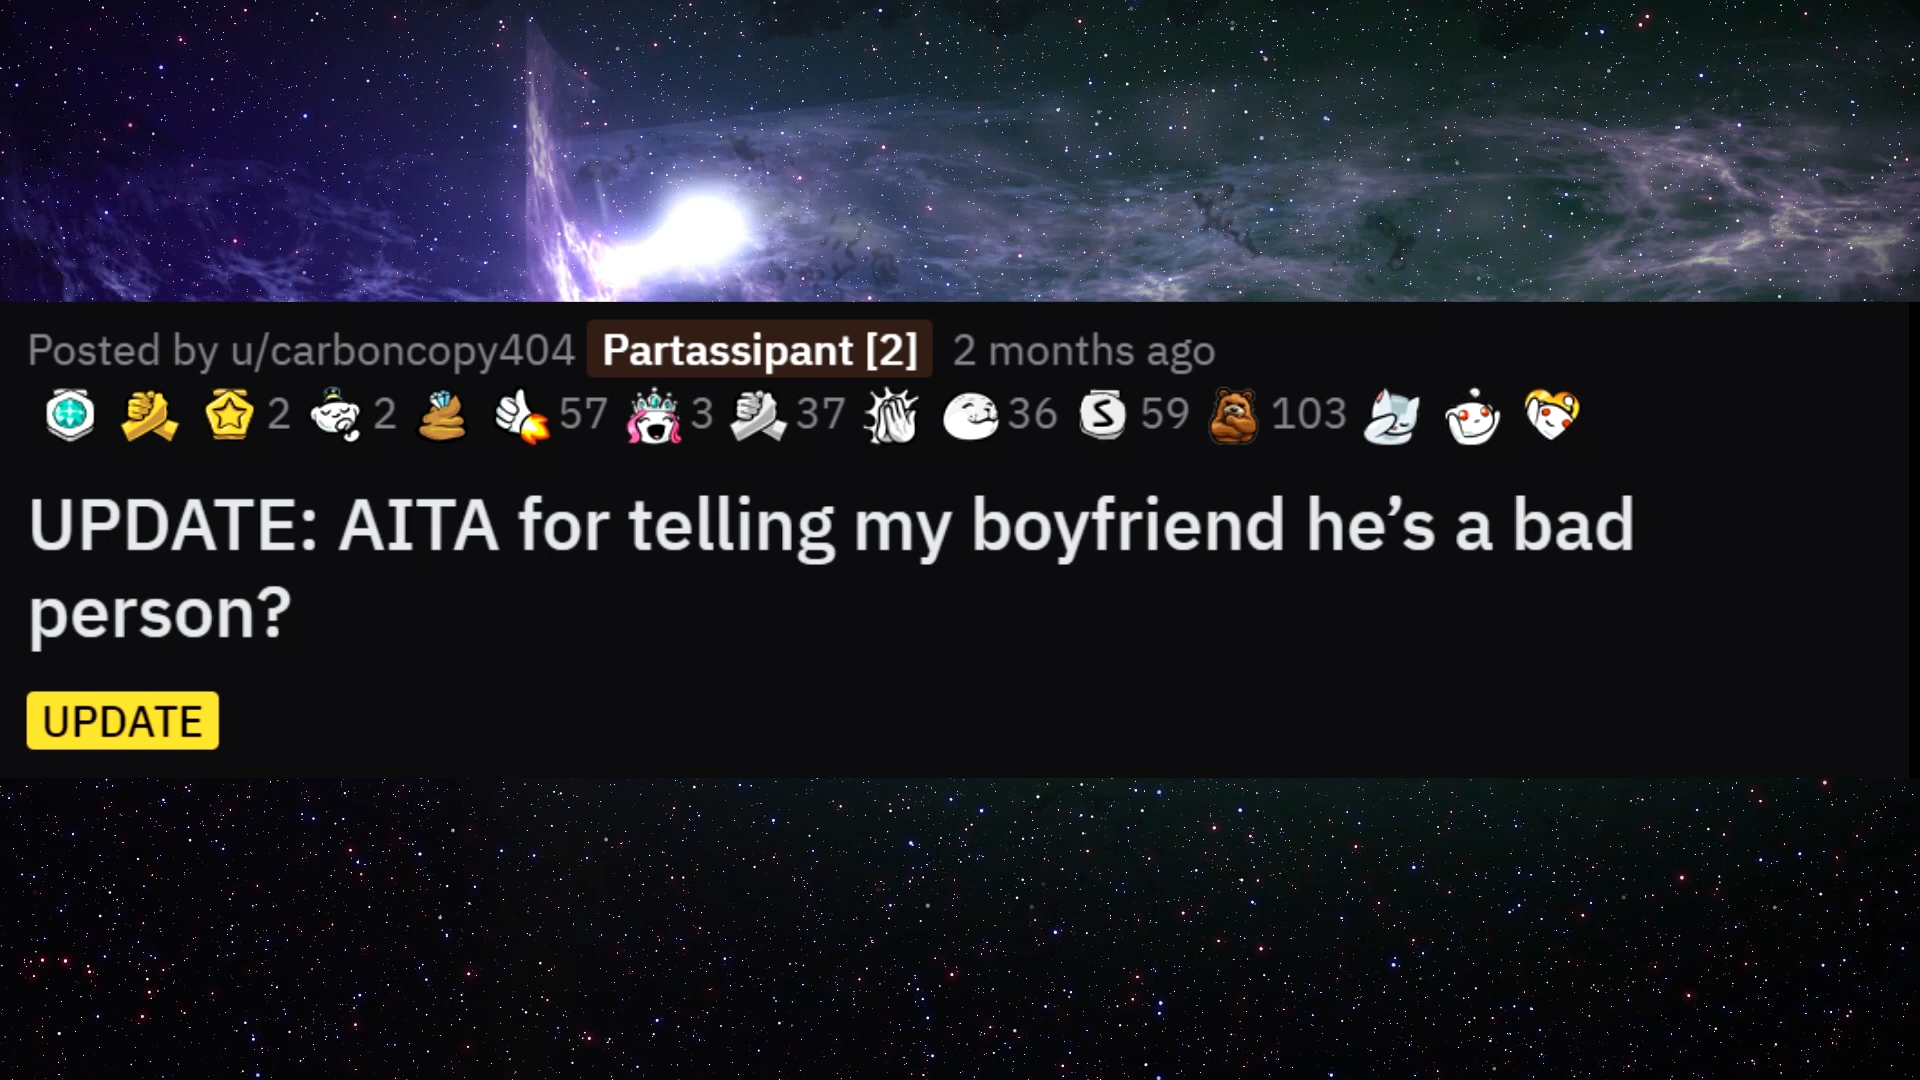 Posted by u/carboncopy404 Partassipant [2] 2 months ago
2 2 57 3 37 36 S 59 103
UPDATE: AITA for telling my boyfriend he’s a bad
person?
UPDATE